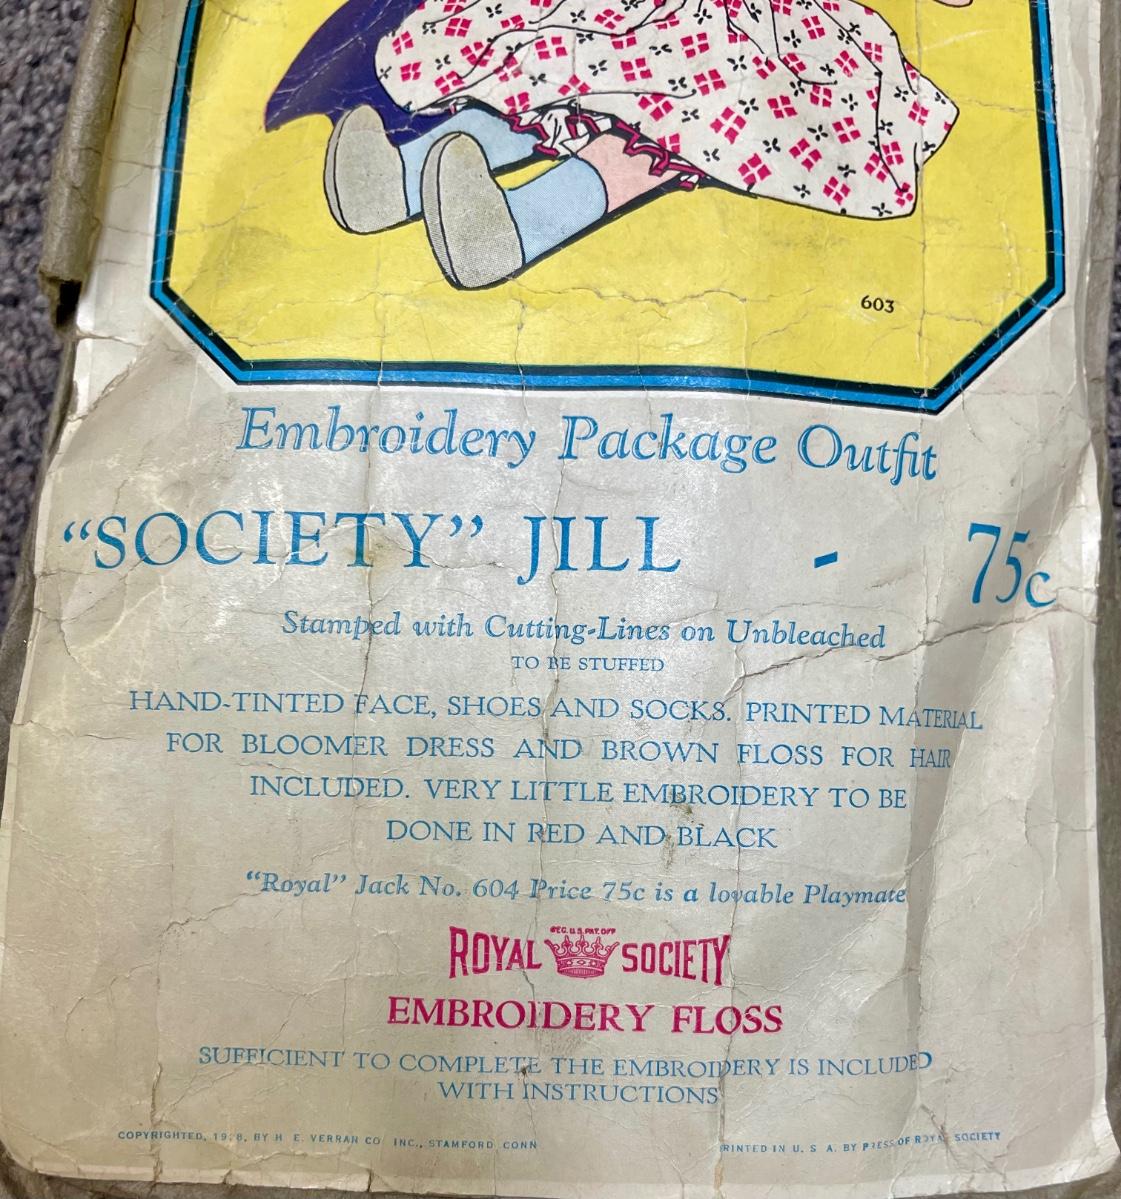 603
Embroidery Package Outfit
“SOCIETY” JILL - 75c
Stamped with Cutting-Lines on Unbleached
TO BE STUFFED
HAND-TINTED FACE, SHOES AND SOCKS. PRINTED MATERIAL
FOR BLOOMER DRESS AND BROWN FLOSS FOR HAIR
INCLUDED. VERY LITTLE EMBROIDERY TO BE
DONE IN RED AND BLACK
“Royal” Jack No. 604 Price 75c is a lovable Playmate
REG. U.S. PAT. OFF
ROYAL SOCIETY
EMBROIDERY FLOSS
SUFFICIENT TO COMPLETE THE EMBROIDERY IS INCLUDED
WITH INSTRUCTIONS
COPYRIGHTED, BY H. E. VERRAN CO INC., STAMFORD CONN
PRINTED IN U. S. A. BY PRESS OF ROYAL SOCIETY